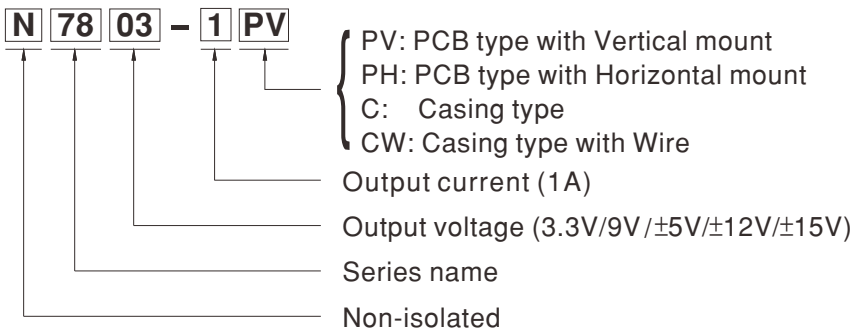 N 78 03 – 1 PV
PV: PCB type with Vertical mount
PH: PCB type with Horizontal mount
C: Casing type
CW: Casing type with Wire
Output current (1A)
Output voltage (3.3V/9V/±5V/±12V/±15V)
Series name
Non-isolated